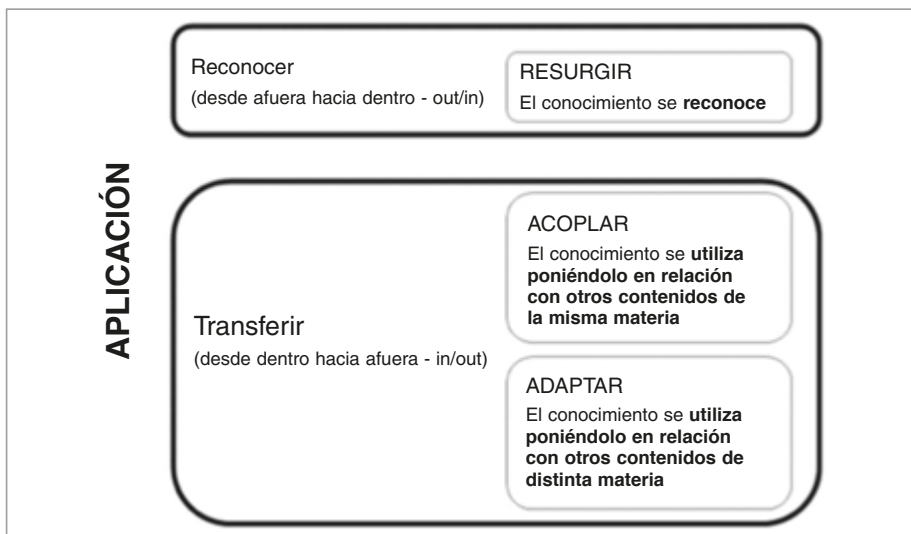 APLICACIÓN
Reconocer
(desde afuera hacia dentro - out/in)
RESURGIR
El conocimiento se reconoce
Transferir
(desde dentro hacia afuera - in/out)
ACOPLAR
El conocimiento se utiliza
poniéndolo en relación
con otros contenidos de
la misma materia
ADAPTAR
El conocimiento se utiliza
poniéndolo en relación
con otros contenidos de
distinta materia